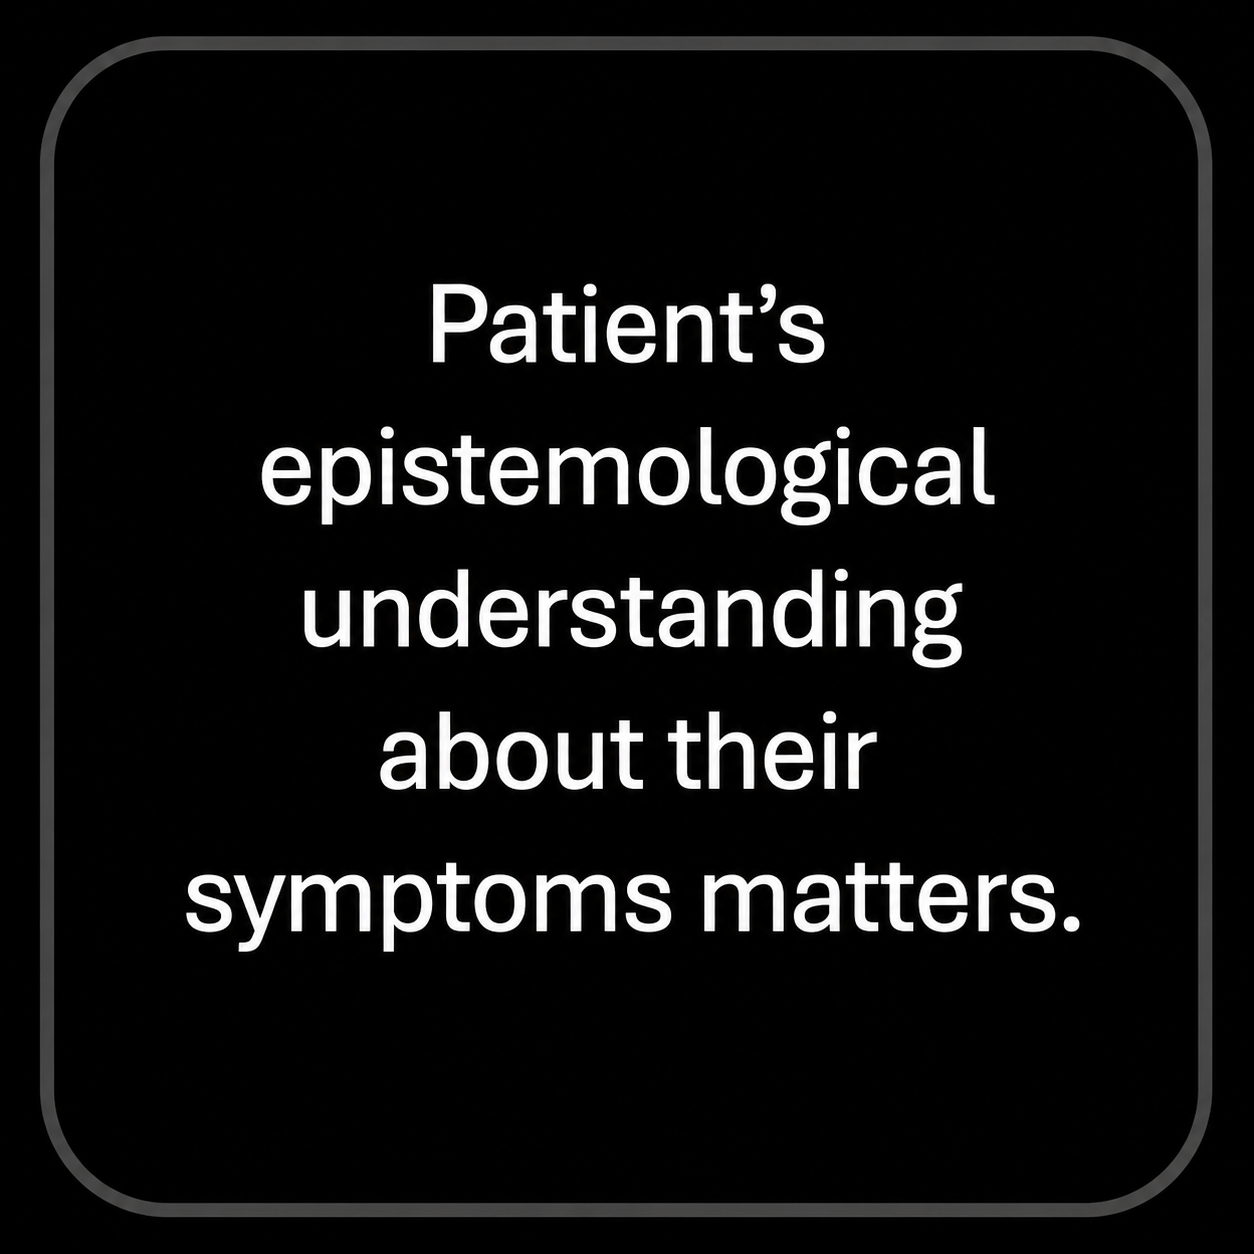 Patient’s
epistemological
understanding
about their
symptoms matters.